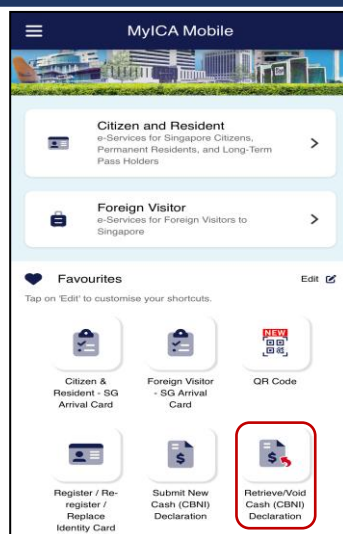 MyICA Mobile
Citizen and Resident
e-Services for Singapore Citizens,
Permanent Residents, and Long-Term
Pass Holders
Foreign Visitor
e-Services for Foreign Visitors to
Singapore
Favourites
Edit
Tap on 'Edit' to customise your shortcuts.
Citizen &
Resident - SG
Arrival Card
Foreign Visitor
- SG Arrival
Card
NEW
QR Code
Register / Re-
register /
Replace
Identity Card
Submit New
Cash (CBNI)
Declaration
Retrieve/Void
Cash (CBNI)
Declaration